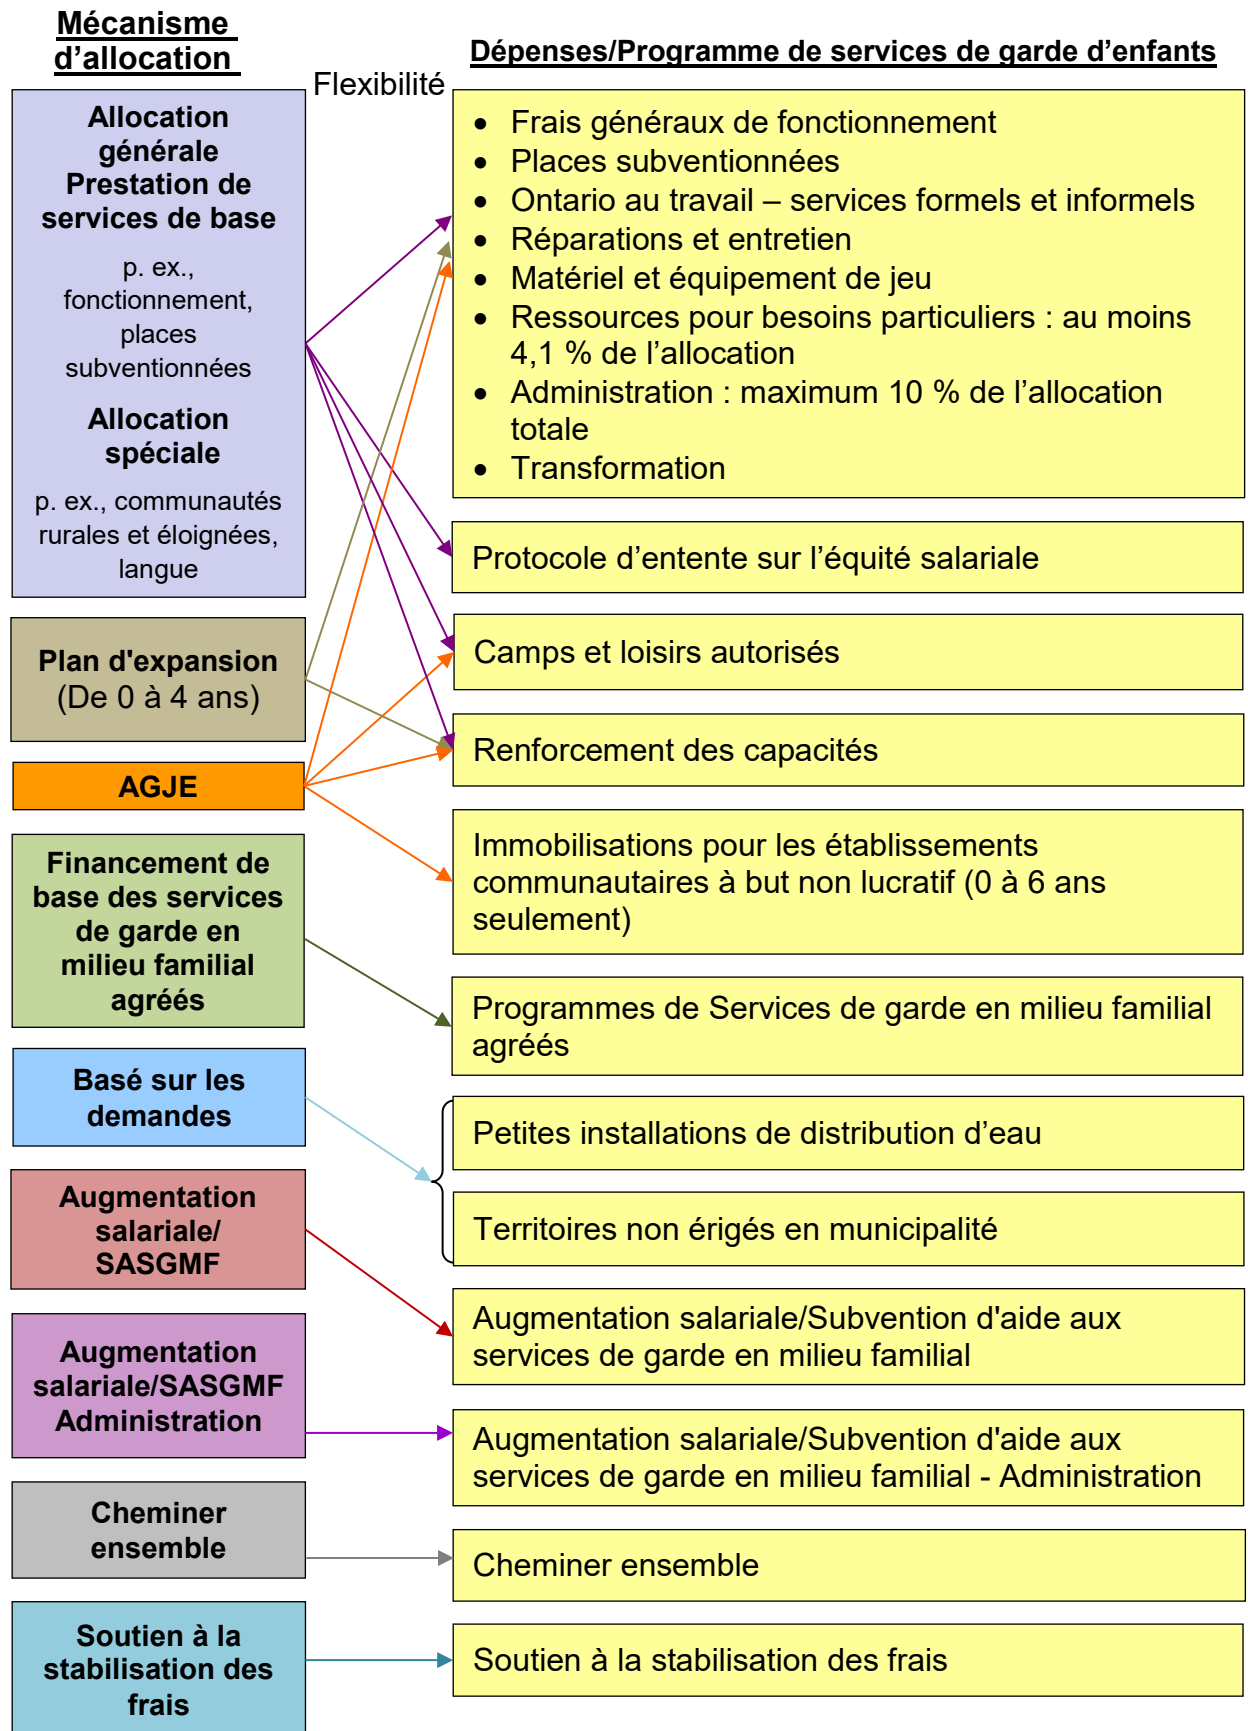 Mécanisme
d’allocation
Flexibilité
Dépenses/Programme de services de garde d’enfants
Allocation
générale
Prestation de
services de base
p. ex.,
fonctionnement,
places
subventionnées
Allocation
spéciale
p. ex., communautés
rurales et éloignées,
langue
Plan d'expansion
(De 0 à 4 ans)
AGJE
Financement de
base des services
de garde en
milieu familial
agréés
Basé sur les
demandes
Augmentation
salariale/
SASGMF
Augmentation
salariale/SASGMF
Administration
Cheminer
ensemble
Soutien à la
stabilisation des
frais
• Frais généraux de fonctionnement
• Places subventionnées
• Ontario au travail – services formels et informels
• Réparations et entretien
• Matériel et équipement de jeu
• Ressources pour besoins particuliers : au moins
4,1 % de l’allocation
• Administration : maximum 10 % de l’allocation
totale
• Transformation
Protocole d’entente sur l’équité salariale
Camps et loisirs autorisés
Renforcement des capacités
Immobilisations pour les établissements
communautaires à but non lucratif (0 à 6 ans
seulement)
Programmes de Services de garde en milieu familial
agréés
Petites installations de distribution d’eau
Territoires non érigés en municipalité
Augmentation salariale/Subvention d'aide aux
services de garde en milieu familial
Augmentation salariale/Subvention d'aide aux
services de garde en milieu familial - Administration
Cheminer ensemble
Soutien à la stabilisation des frais